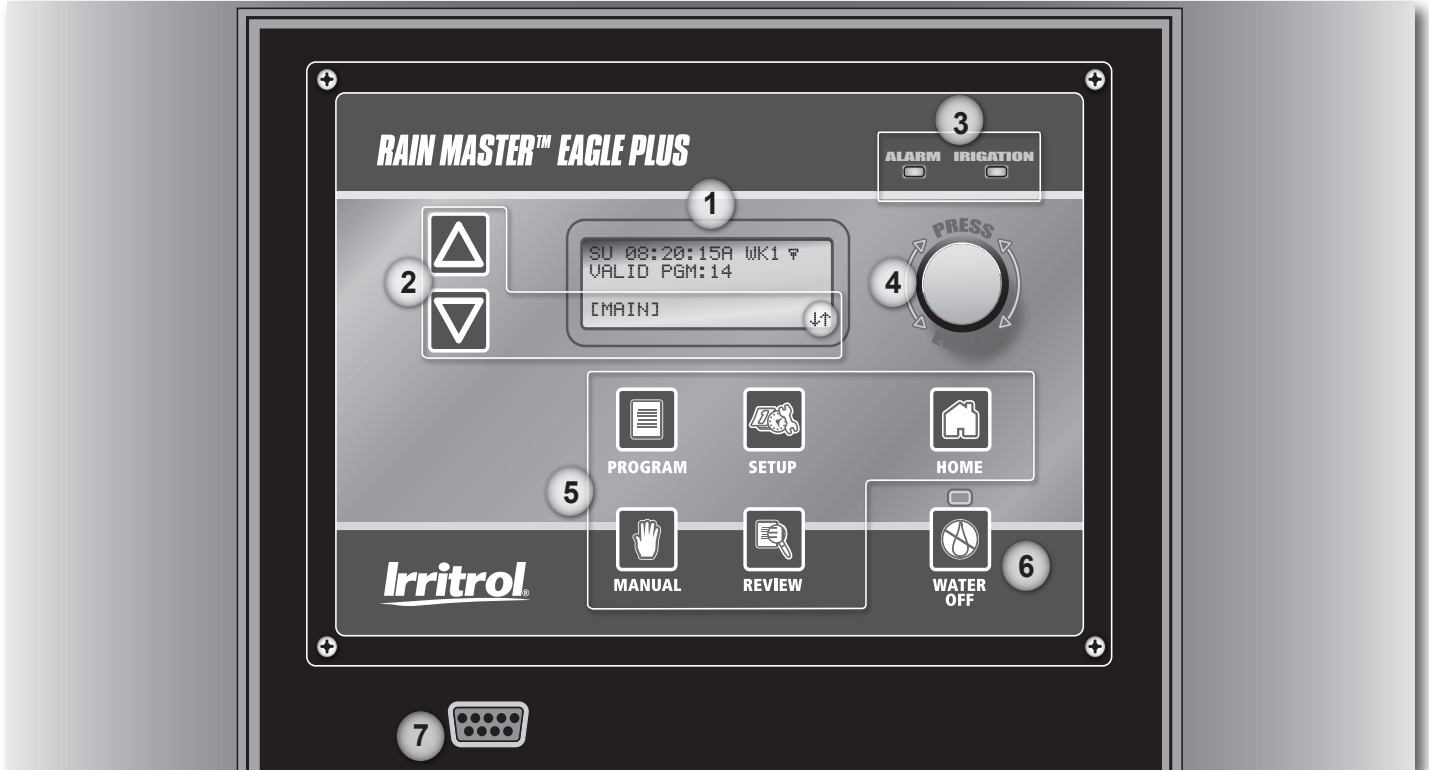 3
RAIN MASTER™ EAGLE PLUS
ALARM IRIGATION
1
PRESS
SU 08:20:15A WK1
VALID PGM:14
2
4
[MAIN]
↓↑
PROGRAM
SETUP
HOME
5
6
Irritrol®
MANUAL
REVIEW
WATER
OFF
7